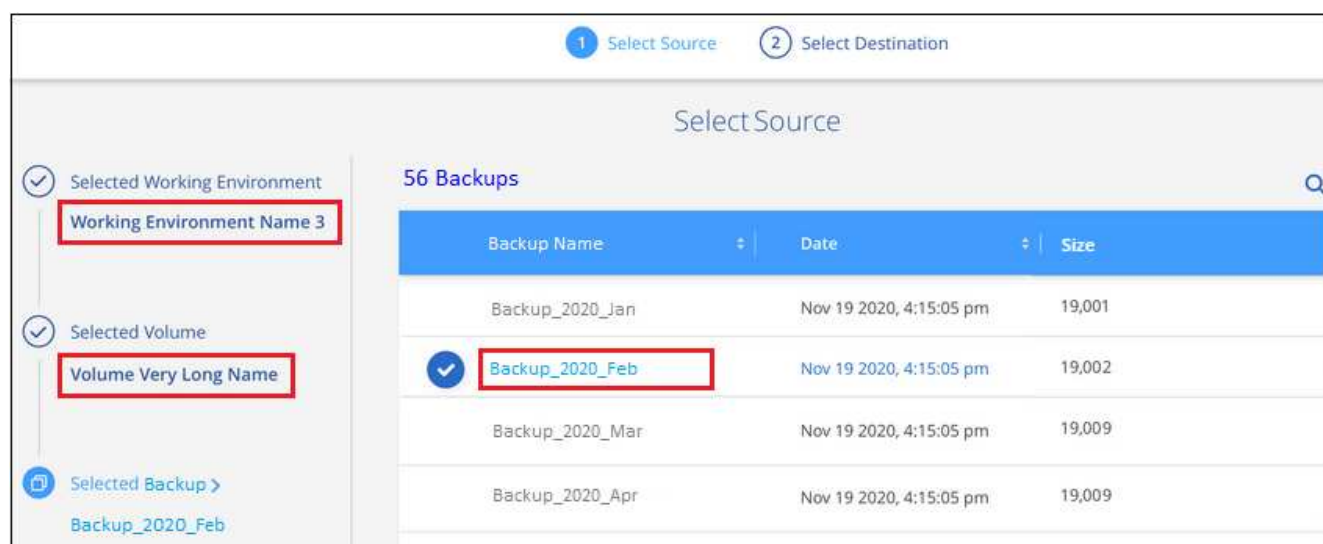 1 Select Source 2 Select Destination
Select Source
Selected Working Environment
Working Environment Name 3
Selected Volume
Volume Very Long Name
Selected Backup >
Backup_2020_Feb
56 Backups
Backup Name Date Size
Backup_2020_Jan Nov 19 2020, 4:15:05 pm 19,001
Backup_2020_Feb Nov 19 2020, 4:15:05 pm 19,002
Backup_2020_Mar Nov 19 2020, 4:15:05 pm 19,009
Backup_2020_Apr Nov 19 2020, 4:15:05 pm 19,009